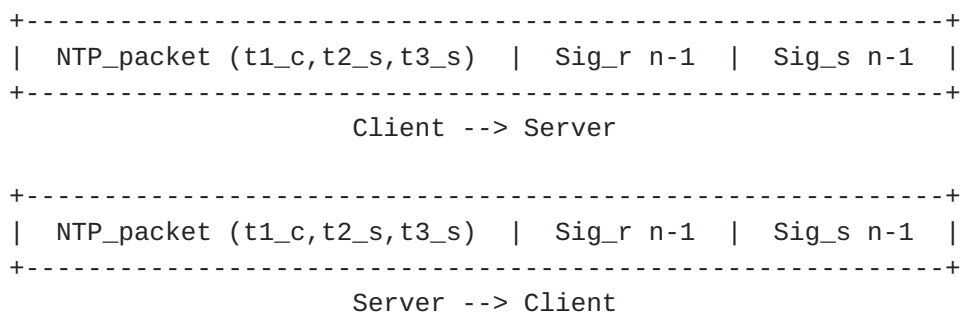 +------------------------------------------------------+
|  NTP_packet (t1_c,t2_s,t3_s)  |  Sig_r n-1  |  Sig_s n-1  |
+------------------------------------------------------+
Client --> Server
+------------------------------------------------------+
|  NTP_packet (t1_c,t2_s,t3_s)  |  Sig_r n-1  |  Sig_s n-1  |
+------------------------------------------------------+
Server --> Client